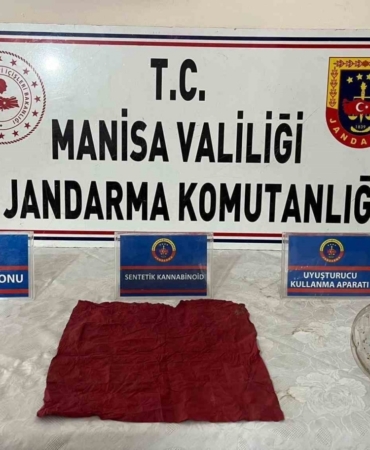 T.C.
MANİSA VALİLİĞİ
JANDARMA KOMUTANLIĞ
ONU
SENTETİK KANNABİNOİD
UYUŞTURUCU
KULLANMA APARATI